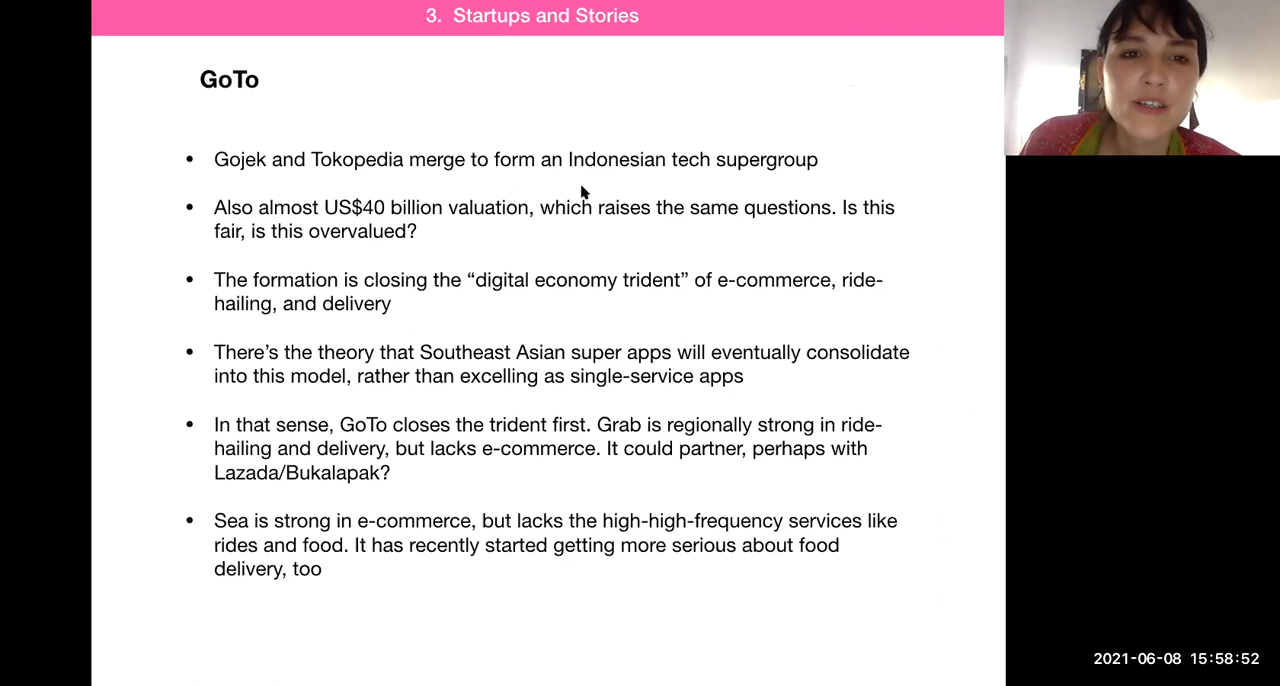 3. Startups and Stories
GoTo
• Gojek and Tokopedia merge to form an Indonesian tech supergroup
• Also almost US$40 billion valuation, which raises the same questions. Is this
fair, is this overvalued?
• The formation is closing the “digital economy trident” of e-commerce, ride-
hailing, and delivery
• There’s the theory that Southeast Asian super apps will eventually consolidate
into this model, rather than excelling as single-service apps
• In that sense, GoTo closes the trident first. Grab is regionally strong in ride-
hailing and delivery, but lacks e-commerce. It could partner, perhaps with
Lazada/Bukalapak?
• Sea is strong in e-commerce, but lacks the high-high-frequency services like
rides and food. It has recently started getting more serious about food
delivery, too
2021-06-08 15:58:52